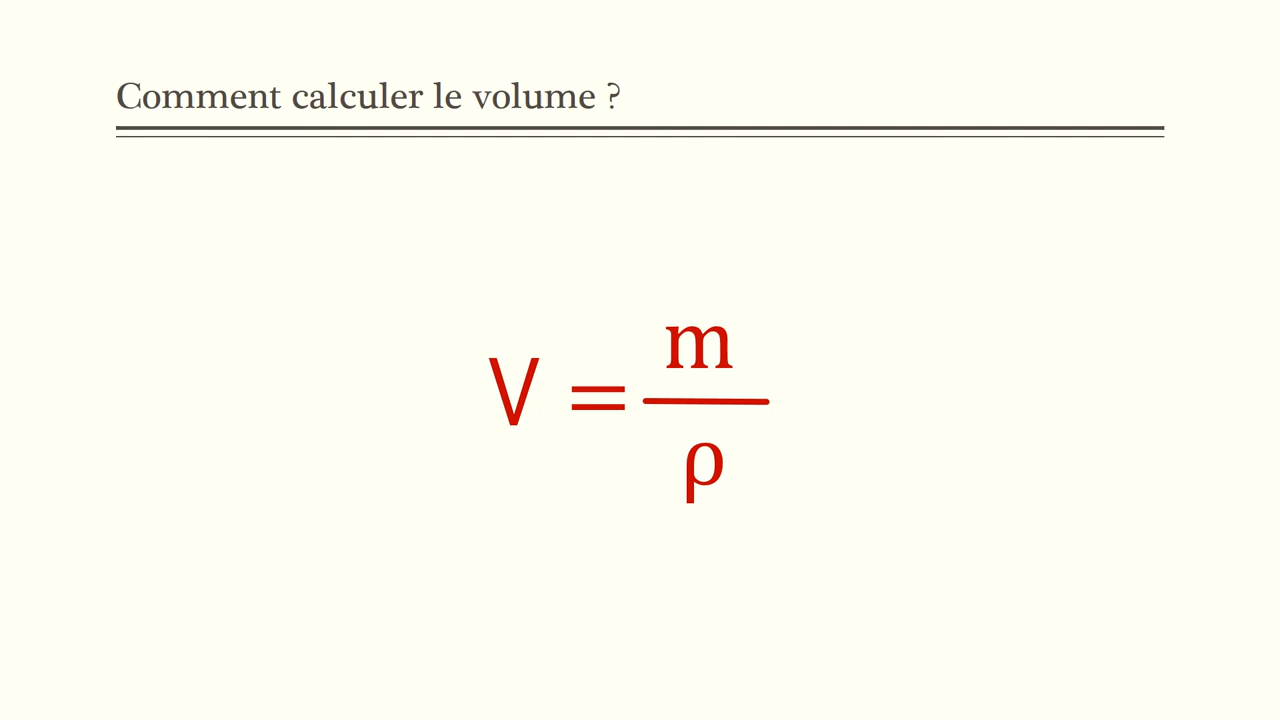 Comment calculer le volume ?
V = m
ρ